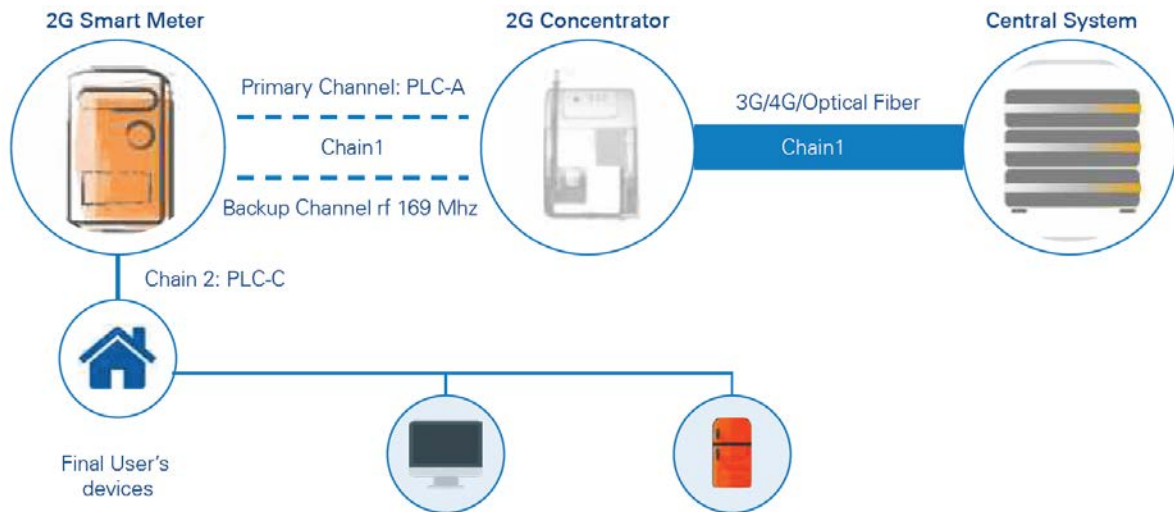 2G Smart Meter
2G Concentrator
Central System
Primary Channel: PLC-A
3G/4G/Optical Fiber
Chain1
Chain1
Backup Channel rf 169 Mhz
Chain 2: PLC-C
Final User's
devices